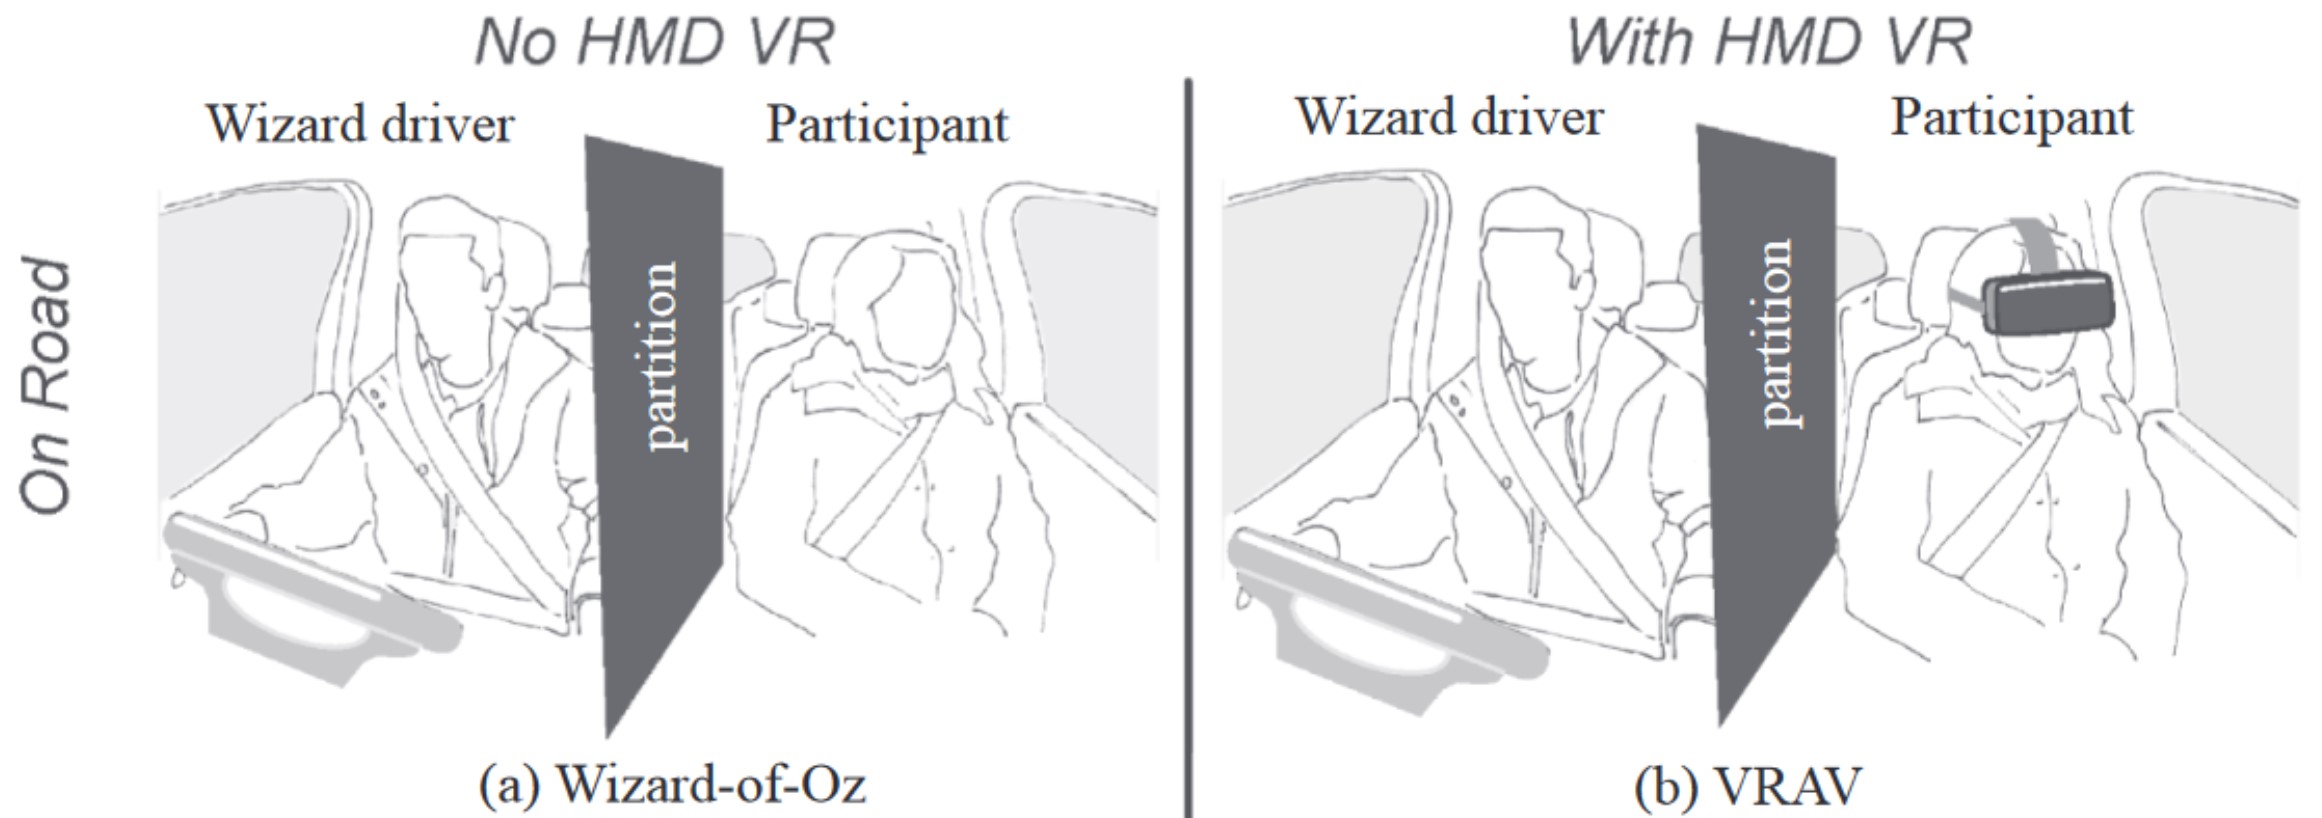 No HMD VR
With HMD VR
Wizard driver
Participant
Wizard driver
Participant
On Road
partition
partition
(a) Wizard-of-Oz
(b) VRAV